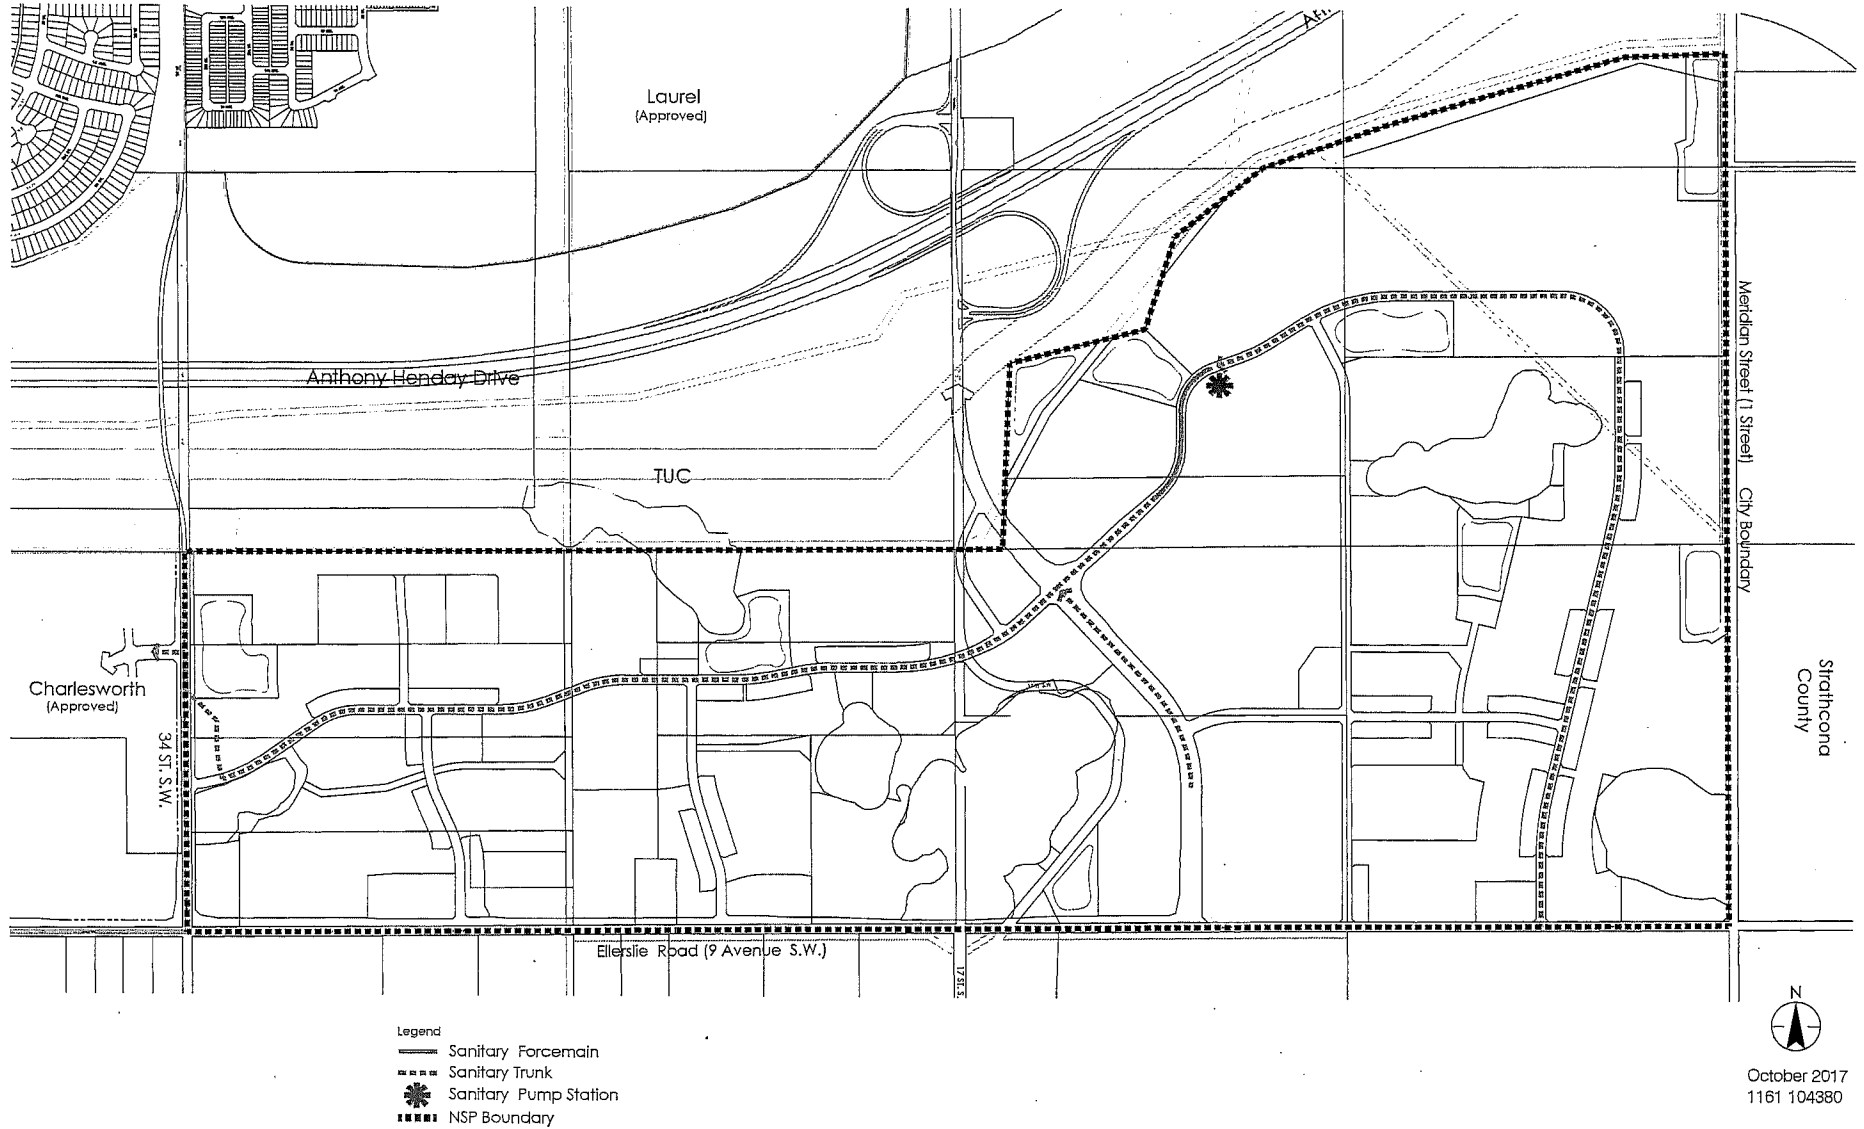 Laurel
(Approved)
Anthony Henday Drive
TUC
Meridian Street (1 Street)  City Boundary
Strathcona
County
Charlesworth
(Approved)
34 ST. S.W.
Ellerslie Road (9 Avenue S.W.)
17 ST. S.
Legend
Sanitary Forcemain
Sanitary Trunk
Sanitary Pump Station
NSP Boundary
N
October 2017
1161 104380